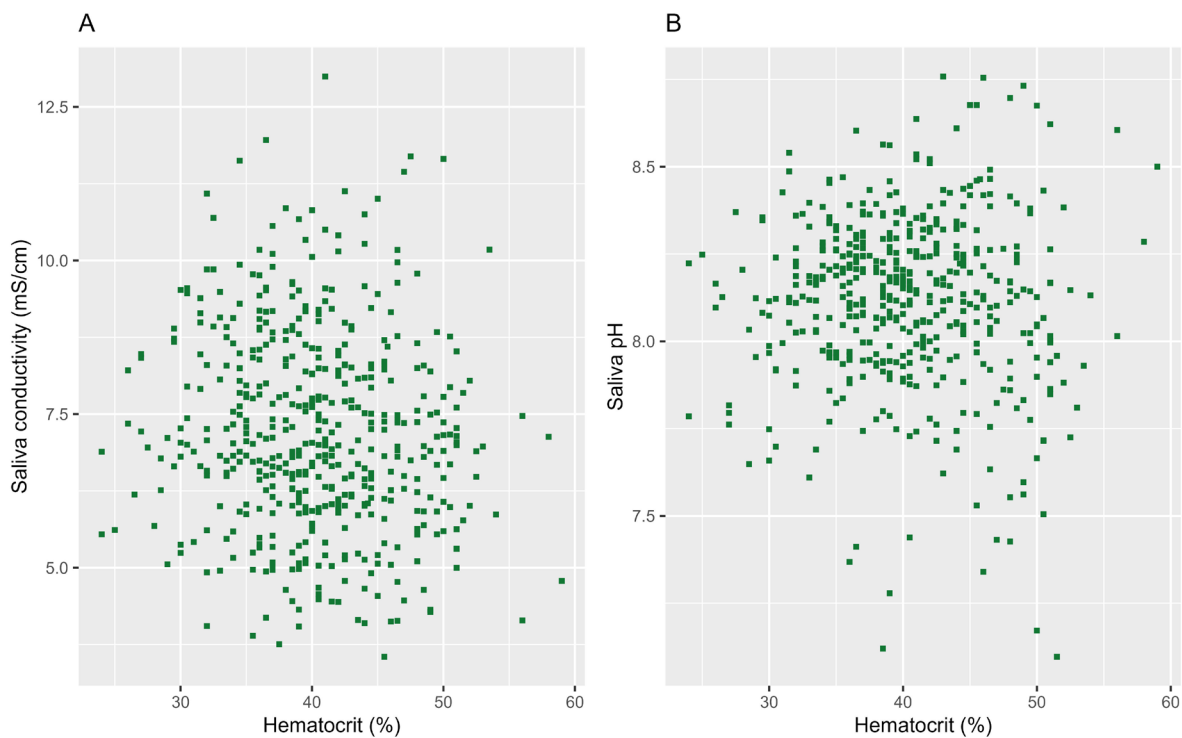 A
12.5
10.0
7.5
5.0
Saliva conductivity (mS/cm)
30 40 50 60
Hematocrit (%)
B
8.5
8.0
7.5
Saliva pH
30 40 50 60
Hematocrit (%)